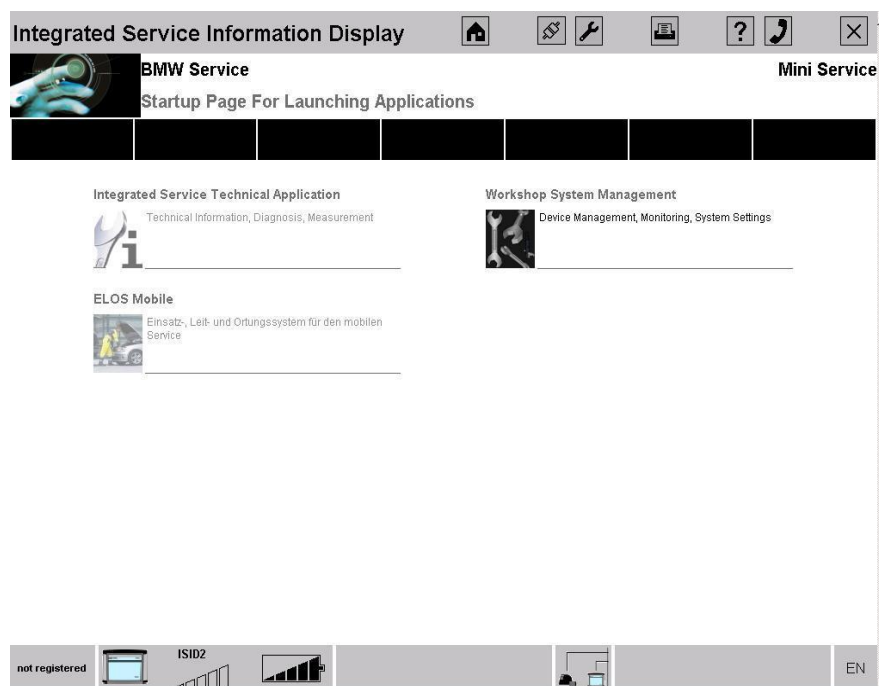 Integrated Service Information Display
?
BMW Service
Mini Service
Startup Page For Launching Applications
Integrated Service Technical Application
Technical Information, Diagnosis, Measurement
Workshop System Management
Device Management, Monitoring, System Settings
ELOS Mobile
Einsatz-, Leit- und Ortungssystem für den mobilen
Service
not registered
ISID2
EN